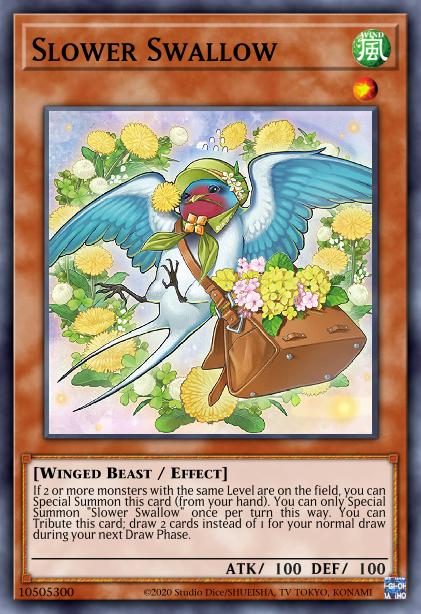 SLOWER SWALLOW
WIND
風
[WINGED BEAST / EFFECT]
If 2 or more monsters with the same Level are on the field, you can
Special Summon this card (from your hand). You can only Special
Summon "Slower Swallow" once per turn this way. You can
Tribute this card; draw 2 cards instead of 1 for your normal draw
during your next Draw Phase.
ATK/ 100 DEF/ 100
10505300
©2020 Studio Dice/SHUEISHA, TV TOKYO, KONAMI